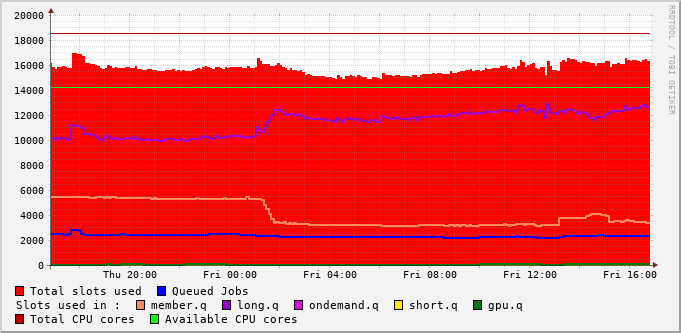 20000
18000
16000
14000
12000
10000
8000
6000
4000
2000
0
Thu 20:00 Fri 00:00 Fri 04:00 Fri 08:00 Fri 12:00 Fri 16:00
Total slots used Queued Jobs
Slots used in : member.q long.q ondemand.q short.q gpu.q
Total CPU cores Available CPU cores
RRDTOOL / TOBI OETIKER